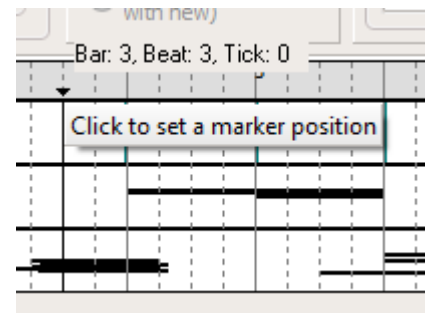 with new)
Bar: 3, Beat: 3, Tick: 0
Click to set a marker position